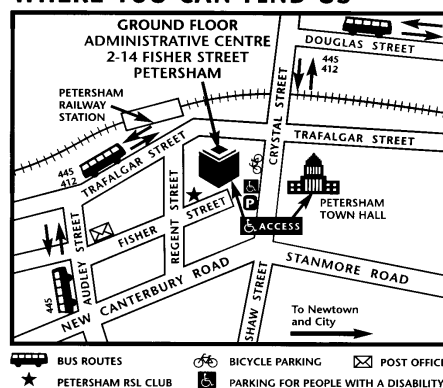 WHERE YOU CAN FIND US
GROUND FLOOR
ADMINISTRATIVE CENTRE
2-14 FISHER STREET
PETERSHAM
DOUGLAS STREET
445
412
PETERSHAM
RAILWAY
STATION
CRYSTAL STREET
TRAFALGAR STREET
445
412
TRAFALGAR STREET
REGENT STREET
FISHER STREET
P
ACCESS
PETERSHAM
TOWN HALL
AUDLEY STREET
445
NEW CANTERBURY ROAD
STANMORE ROAD
SHAW STREET
To Newtown
and City
BUS ROUTES
BICYCLE PARKING
POST OFFIC
PETERSHAM RSL CLUB
PARKING FOR PEOPLE WITH A DISABILITY